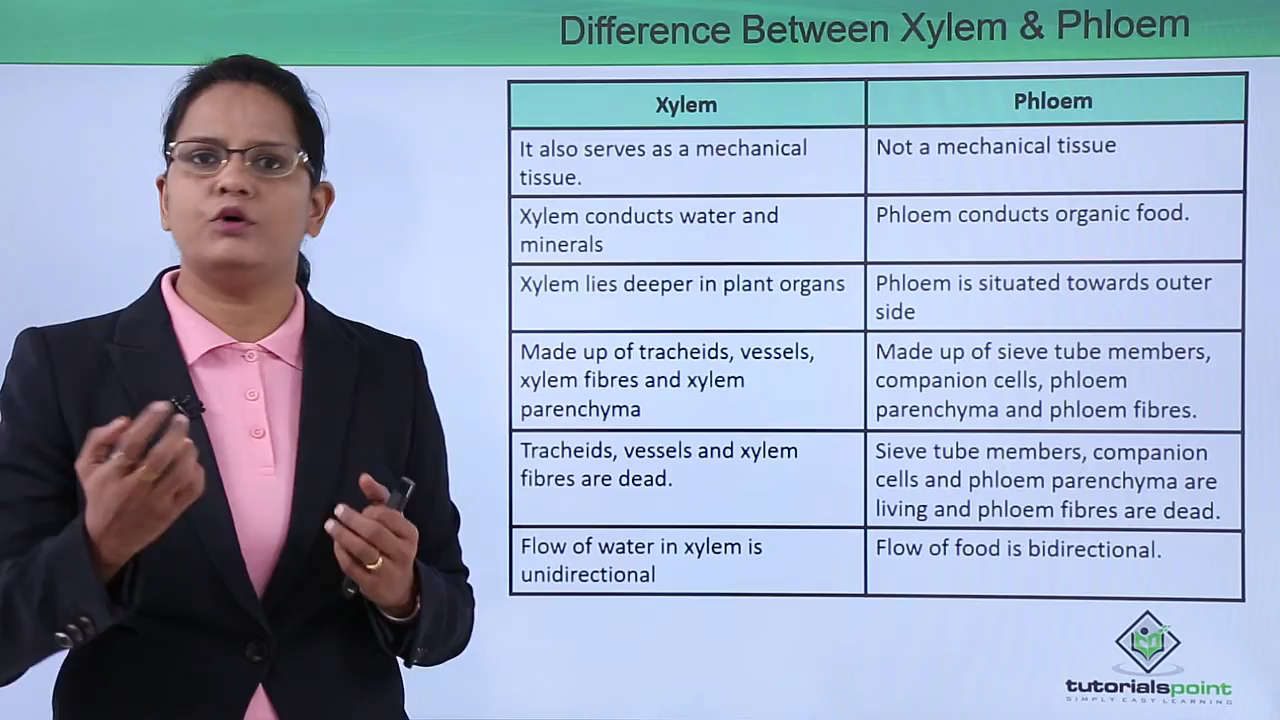 Difference Between Xylem & Phloem
Xylem
Phloem
It also serves as a mechanical
tissue.
Not a mechanical tissue
Xylem conducts water and
minerals
Phloem conducts organic food.
Xylem lies deeper in plant organs
Phloem is situated towards outer
side
Made up of tracheids, vessels,
xylem fibres and xylem
parenchyma
Made up of sieve tube members,
companion cells, phloem
parenchyma and phloem fibres.
Tracheids, vessels and xylem
fibres are dead.
Sieve tube members, companion
cells and phloem parenchyma are
living and phloem fibres are dead.
Flow of water in xylem is
unidirectional
Flow of food is bidirectional.
tutorialspoint
SIMPLY EASY LEARNING